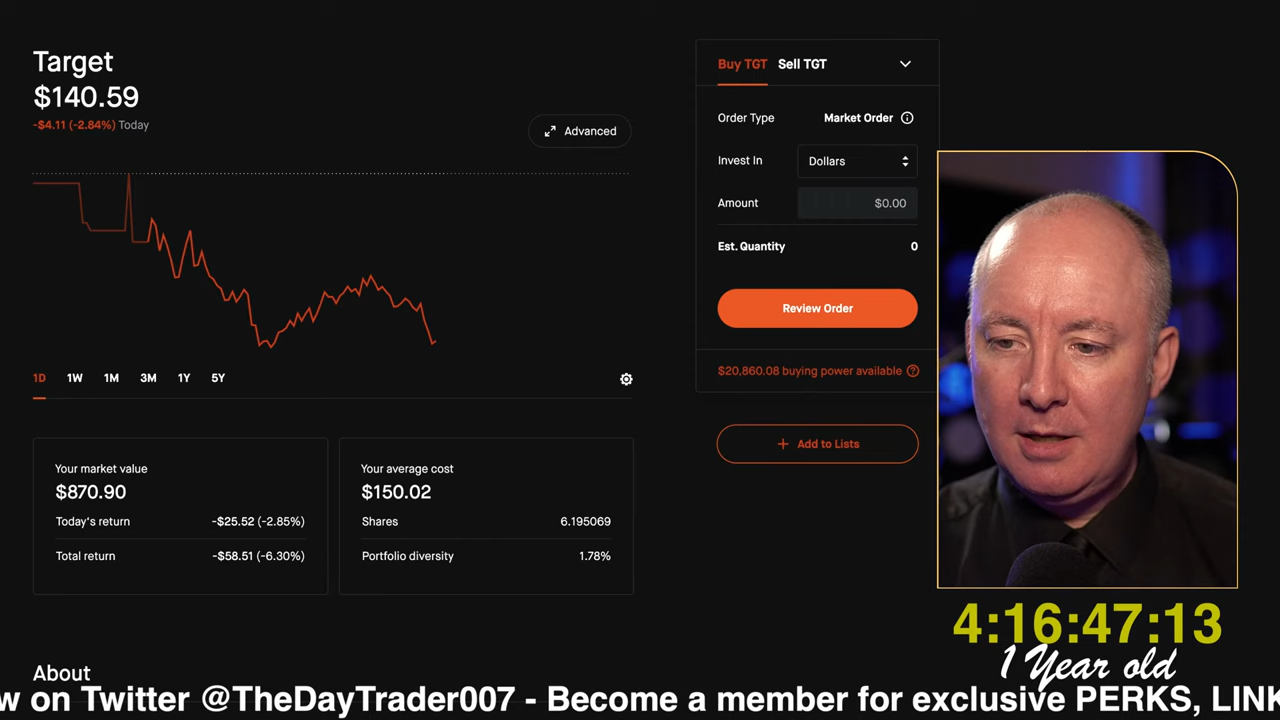 Target
$140.59
-$4.11 (-2.84%) Today
Advanced
1D 1W 1M 3M 1Y 5Y
Your market value
$870.90
Today's return -$25.52 (-2.85%)
Total return -$58.51 (-6.30%)
Your average cost
$150.02
Shares 6.195069
Portfolio diversity 1.78%
About
Buy TGT Sell TGT
Order Type Market Order
Invest In Dollars
Amount $0.00
Est. Quantity 0
Review Order
$20,860.08 buying power available
+ Add to Lists
4:16:47:13
1 Year old
w on Twitter @TheDayTrader007 - Become a member for exclusive PERKS, LINK